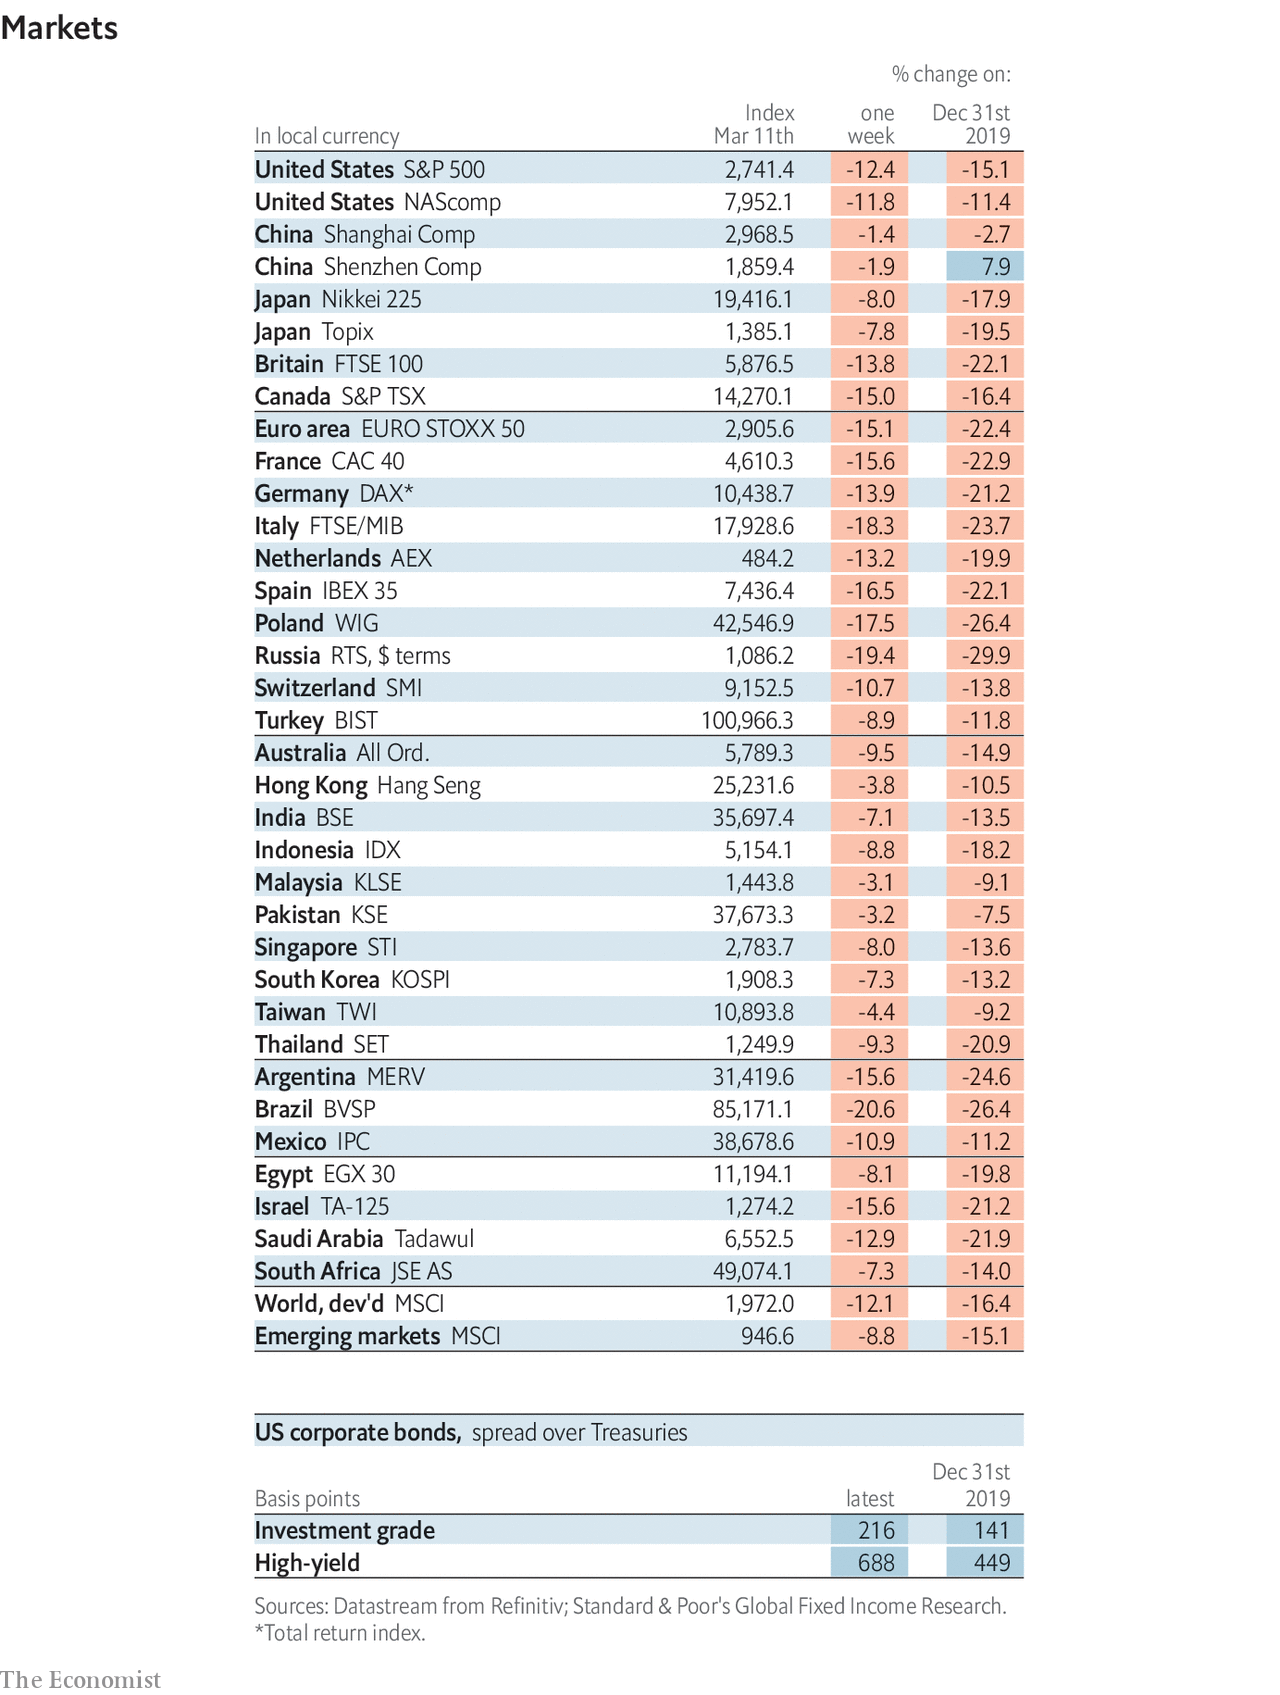 Markets
% change on:
Index one Dec 31st
In local currency Mar 11th week 2019
United States S&P 500 2,741.4 -12.4 -15.1
United States NAScomp 7,952.1 -11.8 -11.4
China Shanghai Comp 2,968.5 -1.4 -2.7
China Shenzhen Comp 1,859.4 -1.9 7.9
Japan Nikkei 225 19,416.1 -8.0 -17.9
Japan Topix 1,385.1 -7.8 -19.5
Britain FTSE 100 5,876.5 -13.8 -22.1
Canada S&P TSX 14,270.1 -15.0 -16.4
Euro area EURO STOXX 50 2,905.6 -15.1 -22.4
France CAC 40 4,610.3 -15.6 -22.9
Germany DAX* 10,438.7 -13.9 -21.2
Italy FTSE/MIB 17,928.6 -18.3 -23.7
Netherlands AEX 484.2 -13.2 -19.9
Spain IBEX 35 7,436.4 -16.5 -22.1
Poland WIG 42,546.9 -17.5 -26.4
Russia RTS, $ terms 1,086.2 -19.4 -29.9
Switzerland SMI 9,152.5 -10.7 -13.8
Turkey BIST 100,966.3 -8.9 -11.8
Australia All Ord. 5,789.3 -9.5 -14.9
Hong Kong Hang Seng 25,231.6 -3.8 -10.5
India BSE 35,697.4 -7.1 -13.5
Indonesia IDX 5,154.1 -8.8 -18.2
Malaysia KLSE 1,443.8 -3.1 -9.1
Pakistan KSE 37,673.3 -3.2 -7.5
Singapore STI 2,783.7 -8.0 -13.6
South Korea KOSPI 1,908.3 -7.3 -13.2
Taiwan TWI 10,893.8 -4.4 -9.2
Thailand SET 1,249.9 -9.3 -20.9
Argentina MERV 31,419.6 -15.6 -24.6
Brazil BVSP 85,171.1 -20.6 -26.4
Mexico IPC 38,678.6 -10.9 -11.2
Egypt EGX 30 11,194.1 -8.1 -19.8
Israel TA-125 1,274.2 -15.6 -21.2
Saudi Arabia Tadawul 6,552.5 -12.9 -21.9
South Africa JSE AS 49,074.1 -7.3 -14.0
World, dev'd MSCI 1,972.0 -12.1 -16.4
Emerging markets MSCI 946.6 -8.8 -15.1
US corporate bonds, spread over Treasuries
Dec 31st
Basis points latest 2019
Investment grade 216 141
High-yield 688 449
Sources: Datastream from Refinitiv; Standard & Poor's Global Fixed Income Research.
*Total return index.
The Economist